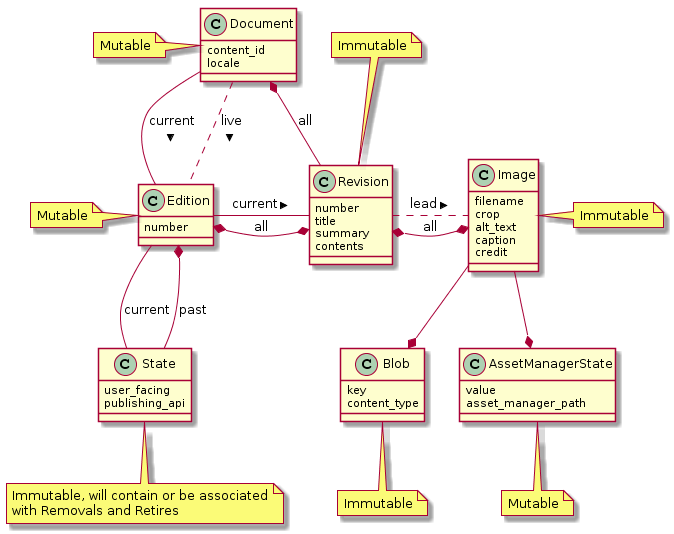 C Document
content_id
locale
Mutable
Immutable
current
▼
live
▼
all
C Edition
number
Mutable
current ▶
all
C Revision
number
title
summary
contents
lead ▶
all
C Image
filename
crop
alt_text
caption
credit
Immutable
current
past
C State
user_facing
publishing_api
C Blob
key
content_type
C AssetManagerState
value
asset_manager_path
Immutable, will contain or be associated
with Removals and Retires
Immutable
Mutable